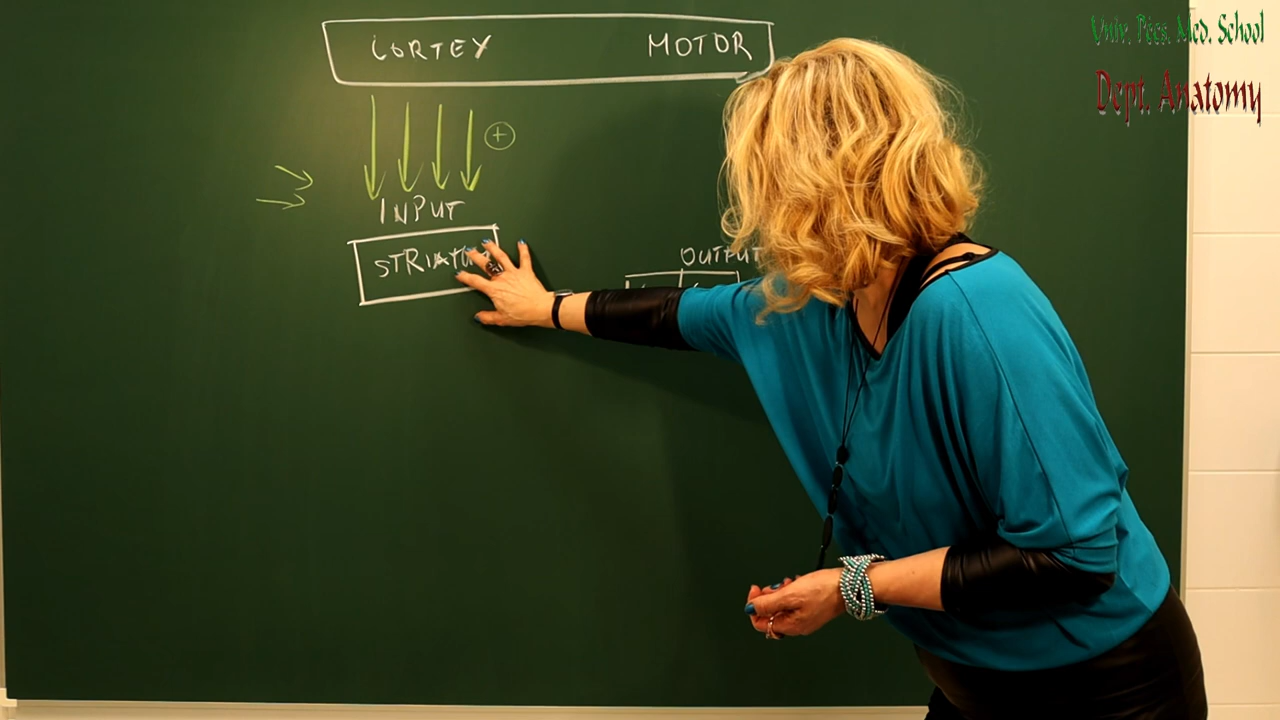 Univ. Pécs. Med. School
Dept. Anatomy
CORTEX MOTOR
+
INPUT
STRIATUM
OUTPUT